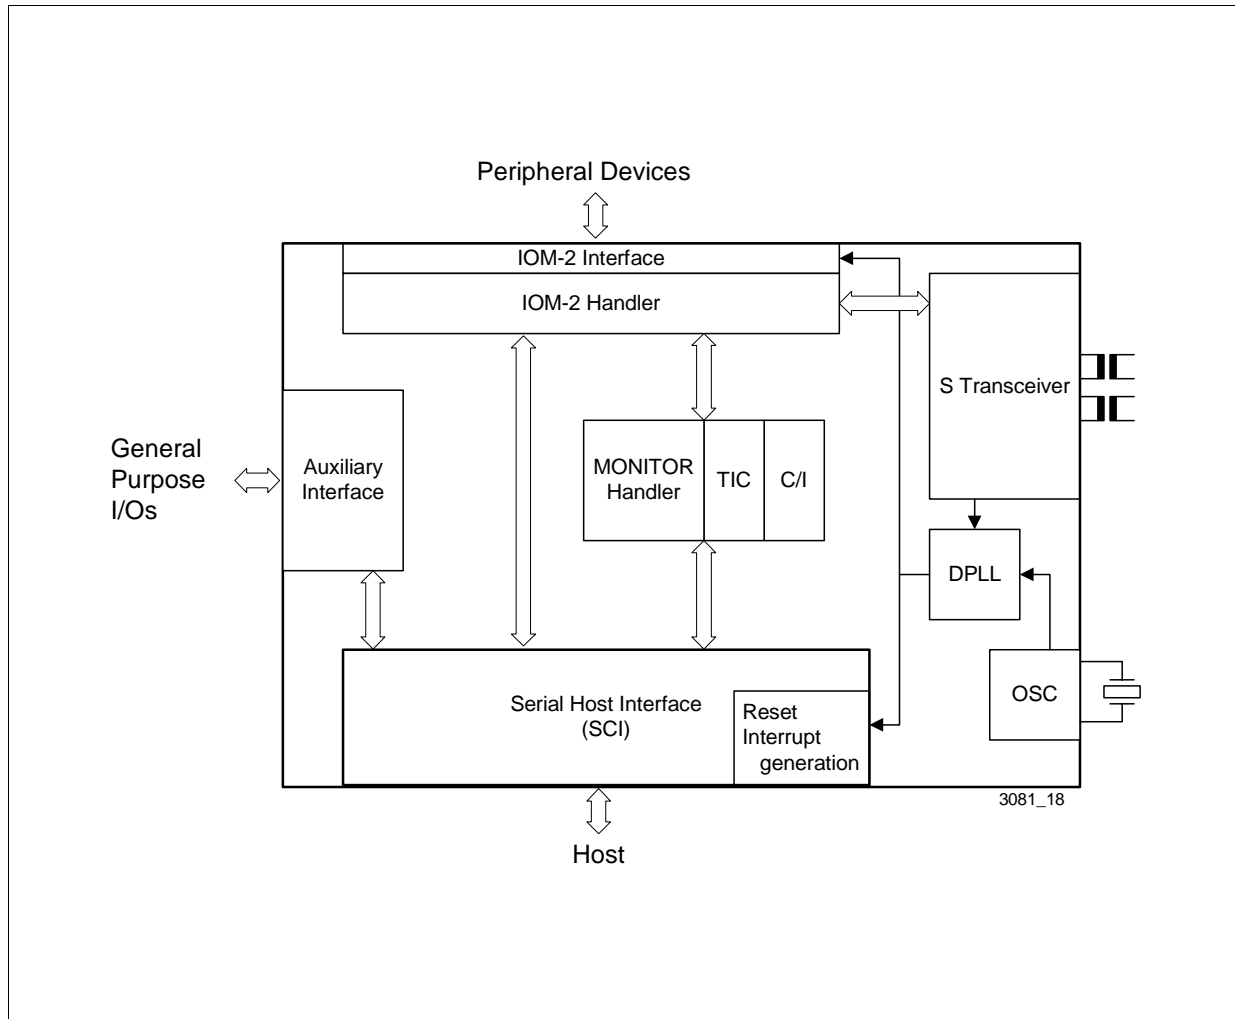 Peripheral Devices
IOM-2 Interface
IOM-2 Handler
S Transceiver
General
Purpose
I/Os
Auxiliary
Interface
MONITOR
Handler
TIC
C/I
DPLL
OSC
Serial Host Interface
(SCI)
Reset
Interrupt
generation
3081_18
Host